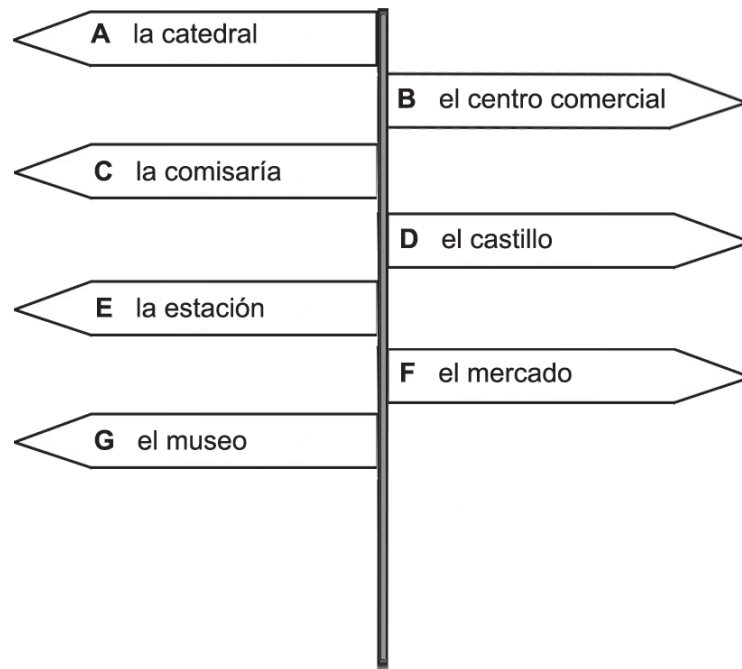 A la catedral
B el centro comercial
C la comisaría
D el castillo
E la estación
F el mercado
G el museo